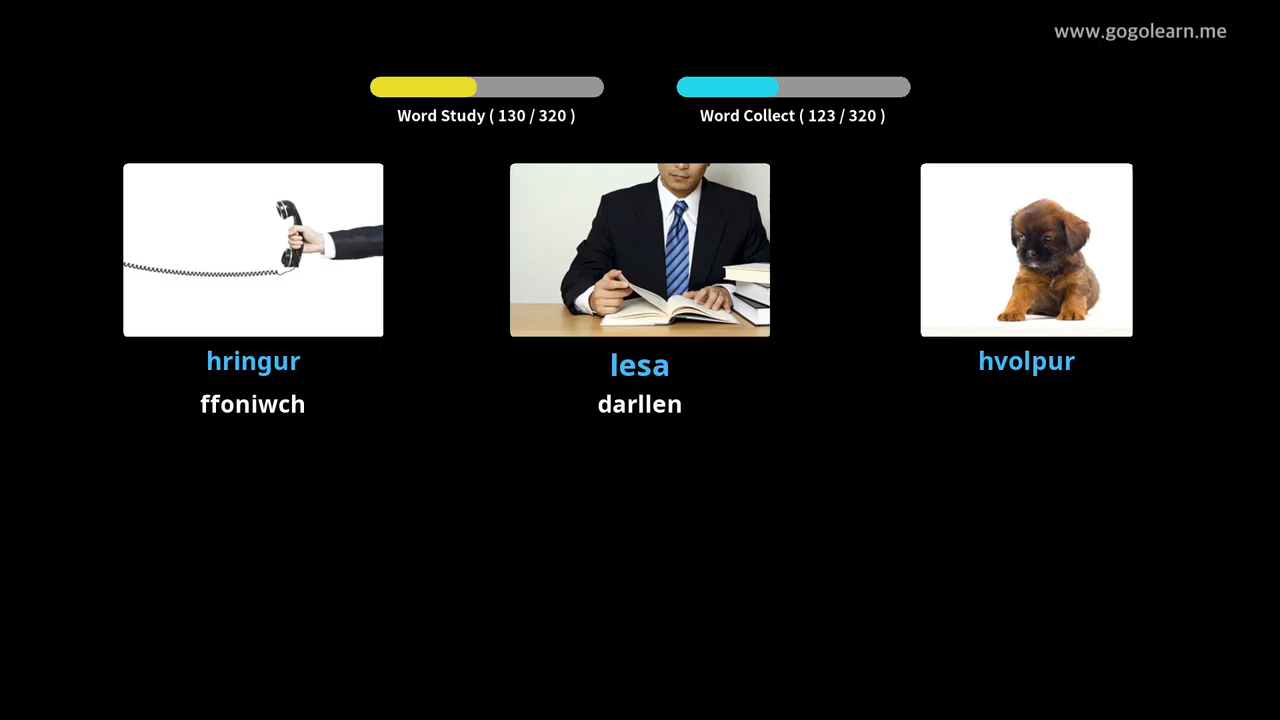 www.gogolearn.me
Word Study ( 130 / 320 )
Word Collect ( 123 / 320 )
hringur
lesa
hvolpur
ffoniwch
darllen